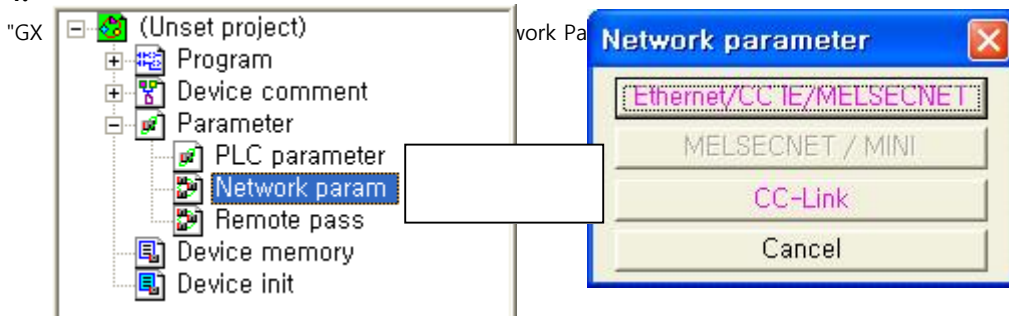 "GX
work Pa
(Unset project)
Program
Device comment
Parameter
PLC parameter
Network param
Remote pass
Device memory
Device init
Network parameter
Ethernet/CC IE/MELSECNET
MELSECNET / MINI
CC-Link
Cancel